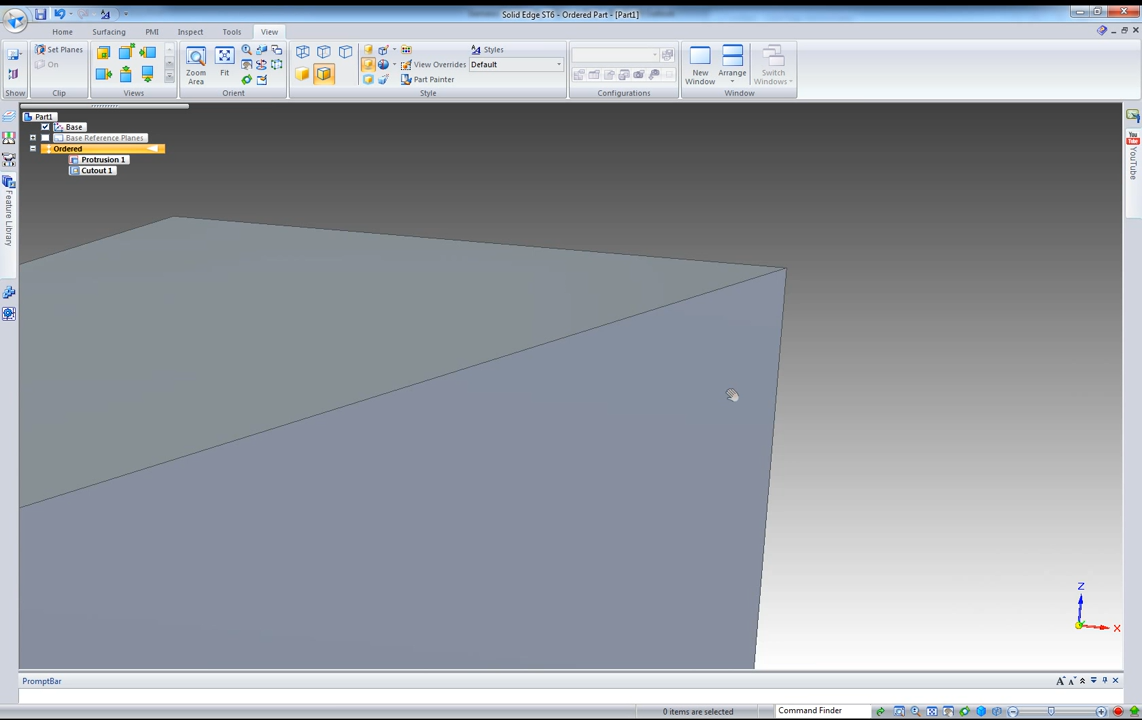 Solid Edge ST6 - Ordered Part - [Part1]
Home Surfacing PMI Inspect Tools View
Set Planes
On
Show
Clip
Views
Zoom Area
Fit
Orient
Styles
View Overrides
Default
Part Painter
Style
Configurations
New Window
Arrange
Switch Windows
Window
Part1
Base
Base Reference Planes
Ordered
Protrusion 1
Cutout 1
Feature Library
YouTube
Z
X
PromptBar
0 items are selected
Command Finder